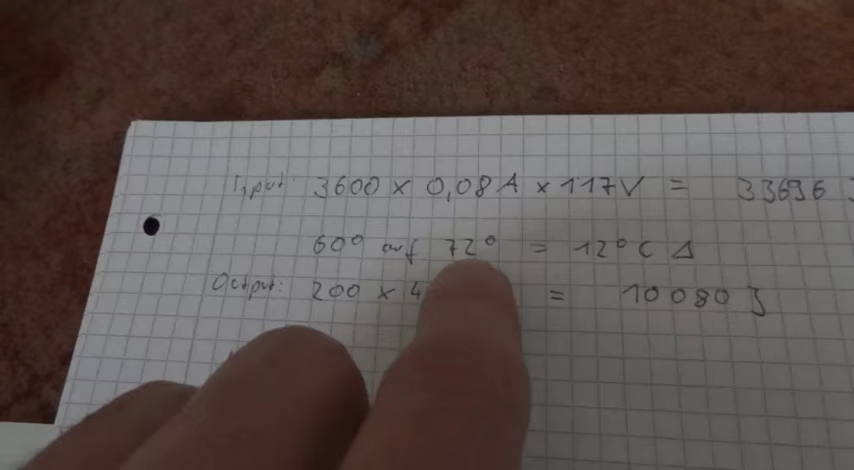 Input: 3600 x 0,08 A x 117V = 33696 J
60° auf 72° = 12°C Δ
Output: 200 x 4 = 10080 J